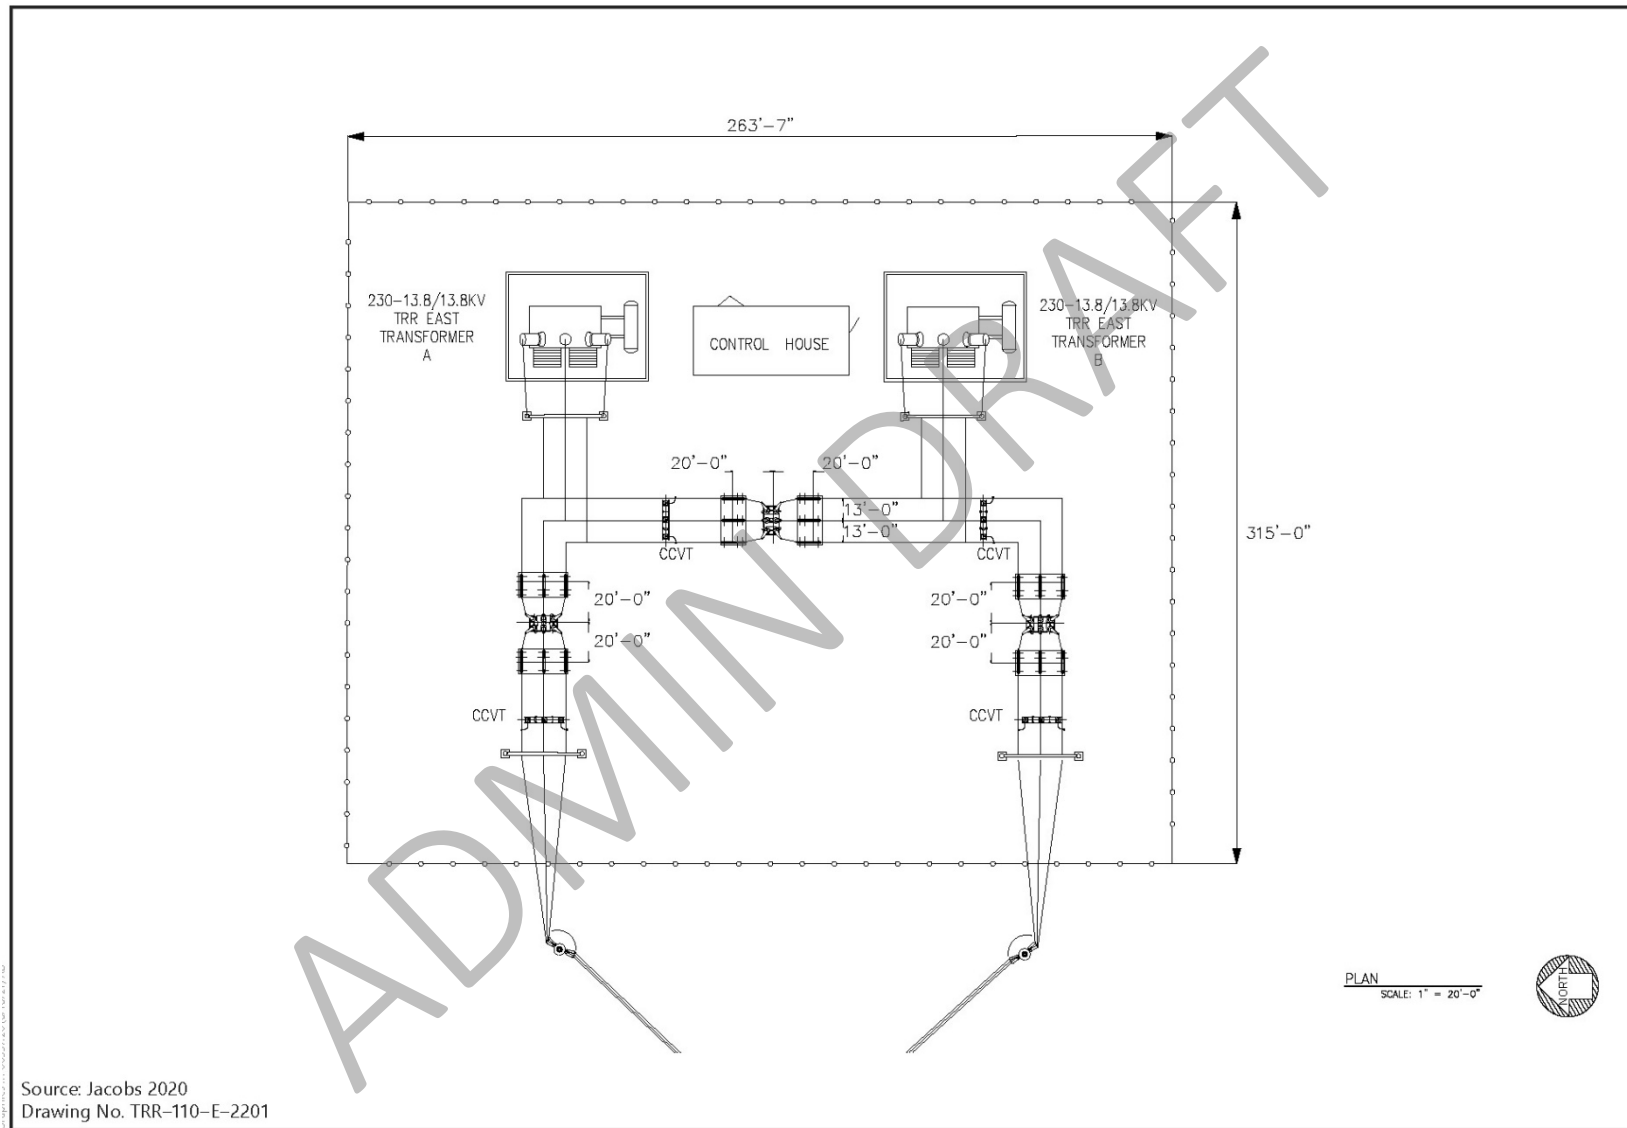 263'-7"
230-13.8/13.8KV
TRR EAST
TRANSFORMER
A
CONTROL HOUSE
230-13.8/13.8KV
TRR EAST
TRANSFORMER
B
20'-0"
20'-0"
13'-0"
13'-0"
CCVT
CCVT
315'-0"
20'-0"
20'-0"
20'-0"
20'-0"
CCVT
CCVT
ADMIN DRAFT
PLAN
SCALE: 1" = 20'-0"
NORTH
Source: Jacobs 2020
Drawing No. TRR-110-E-2201